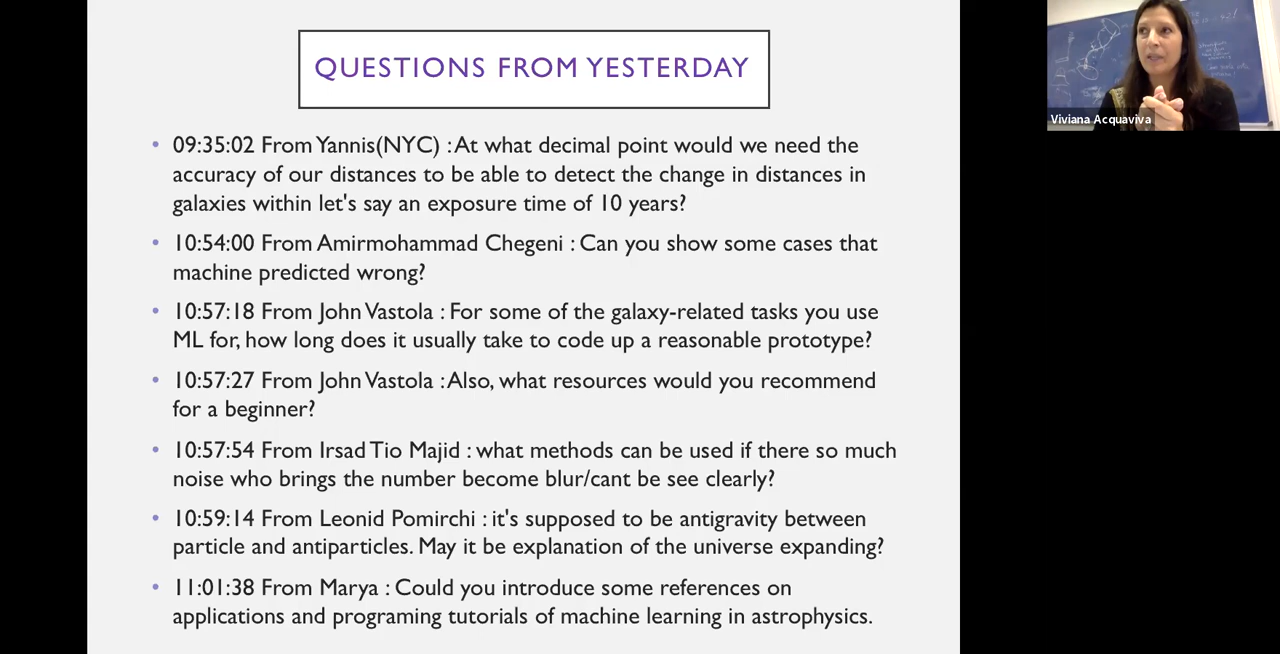 QUESTIONS FROM YESTERDAY
• 09:35:02 From Yannis(NYC) : At what decimal point would we need the
accuracy of our distances to be able to detect the change in distances in
galaxies within let's say an exposure time of 10 years?
• 10:54:00 From Amirmohammad Chegeni : Can you show some cases that
machine predicted wrong?
• 10:57:18 From John Vastola : For some of the galaxy-related tasks you use
ML for, how long does it usually take to code up a reasonable prototype?
• 10:57:27 From John Vastola : Also, what resources would you recommend
for a beginner?
• 10:57:54 From Irsad Tio Majid : what methods can be used if there so much
noise who brings the number become blur/cant be see clearly?
• 10:59:14 From Leonid Pomirchi : it's supposed to be antigravity between
particle and antiparticles. May it be explanation of the universe expanding?
• 11:01:38 From Marya : Could you introduce some references on
applications and programing tutorials of machine learning in astrophysics.
Viviana Acquaviva